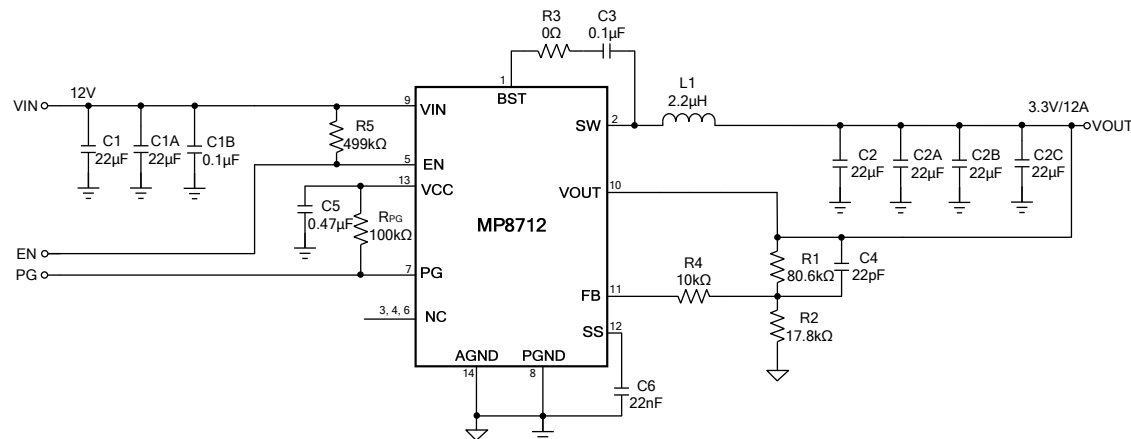 R3
0Ω
C3
0.1µF
1
BST
VIN
12V
9
VIN
C1
22µF
C1A
22µF
C1B
0.1µF
R5
499kΩ
5
EN
13
VCC
C5
0.47µF
RPG
100kΩ
EN
PG
7
PG
3, 4, 6
NC
MP8712
SW
2
L1
2.2µH
3.3V/12A
VOUT
C2
22µF
C2A
22µF
C2B
22µF
C2C
22µF
VOUT
10
R1
80.6kΩ
C4
22pF
R4
10kΩ
FB
11
R2
17.8kΩ
SS
12
AGND
14
PGND
8
C6
22nF